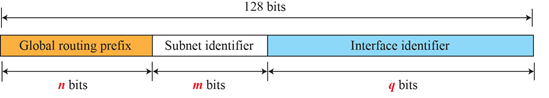 128 bits
Global routing prefix Subnet identifier Interface identifier
n bits m bits q bits